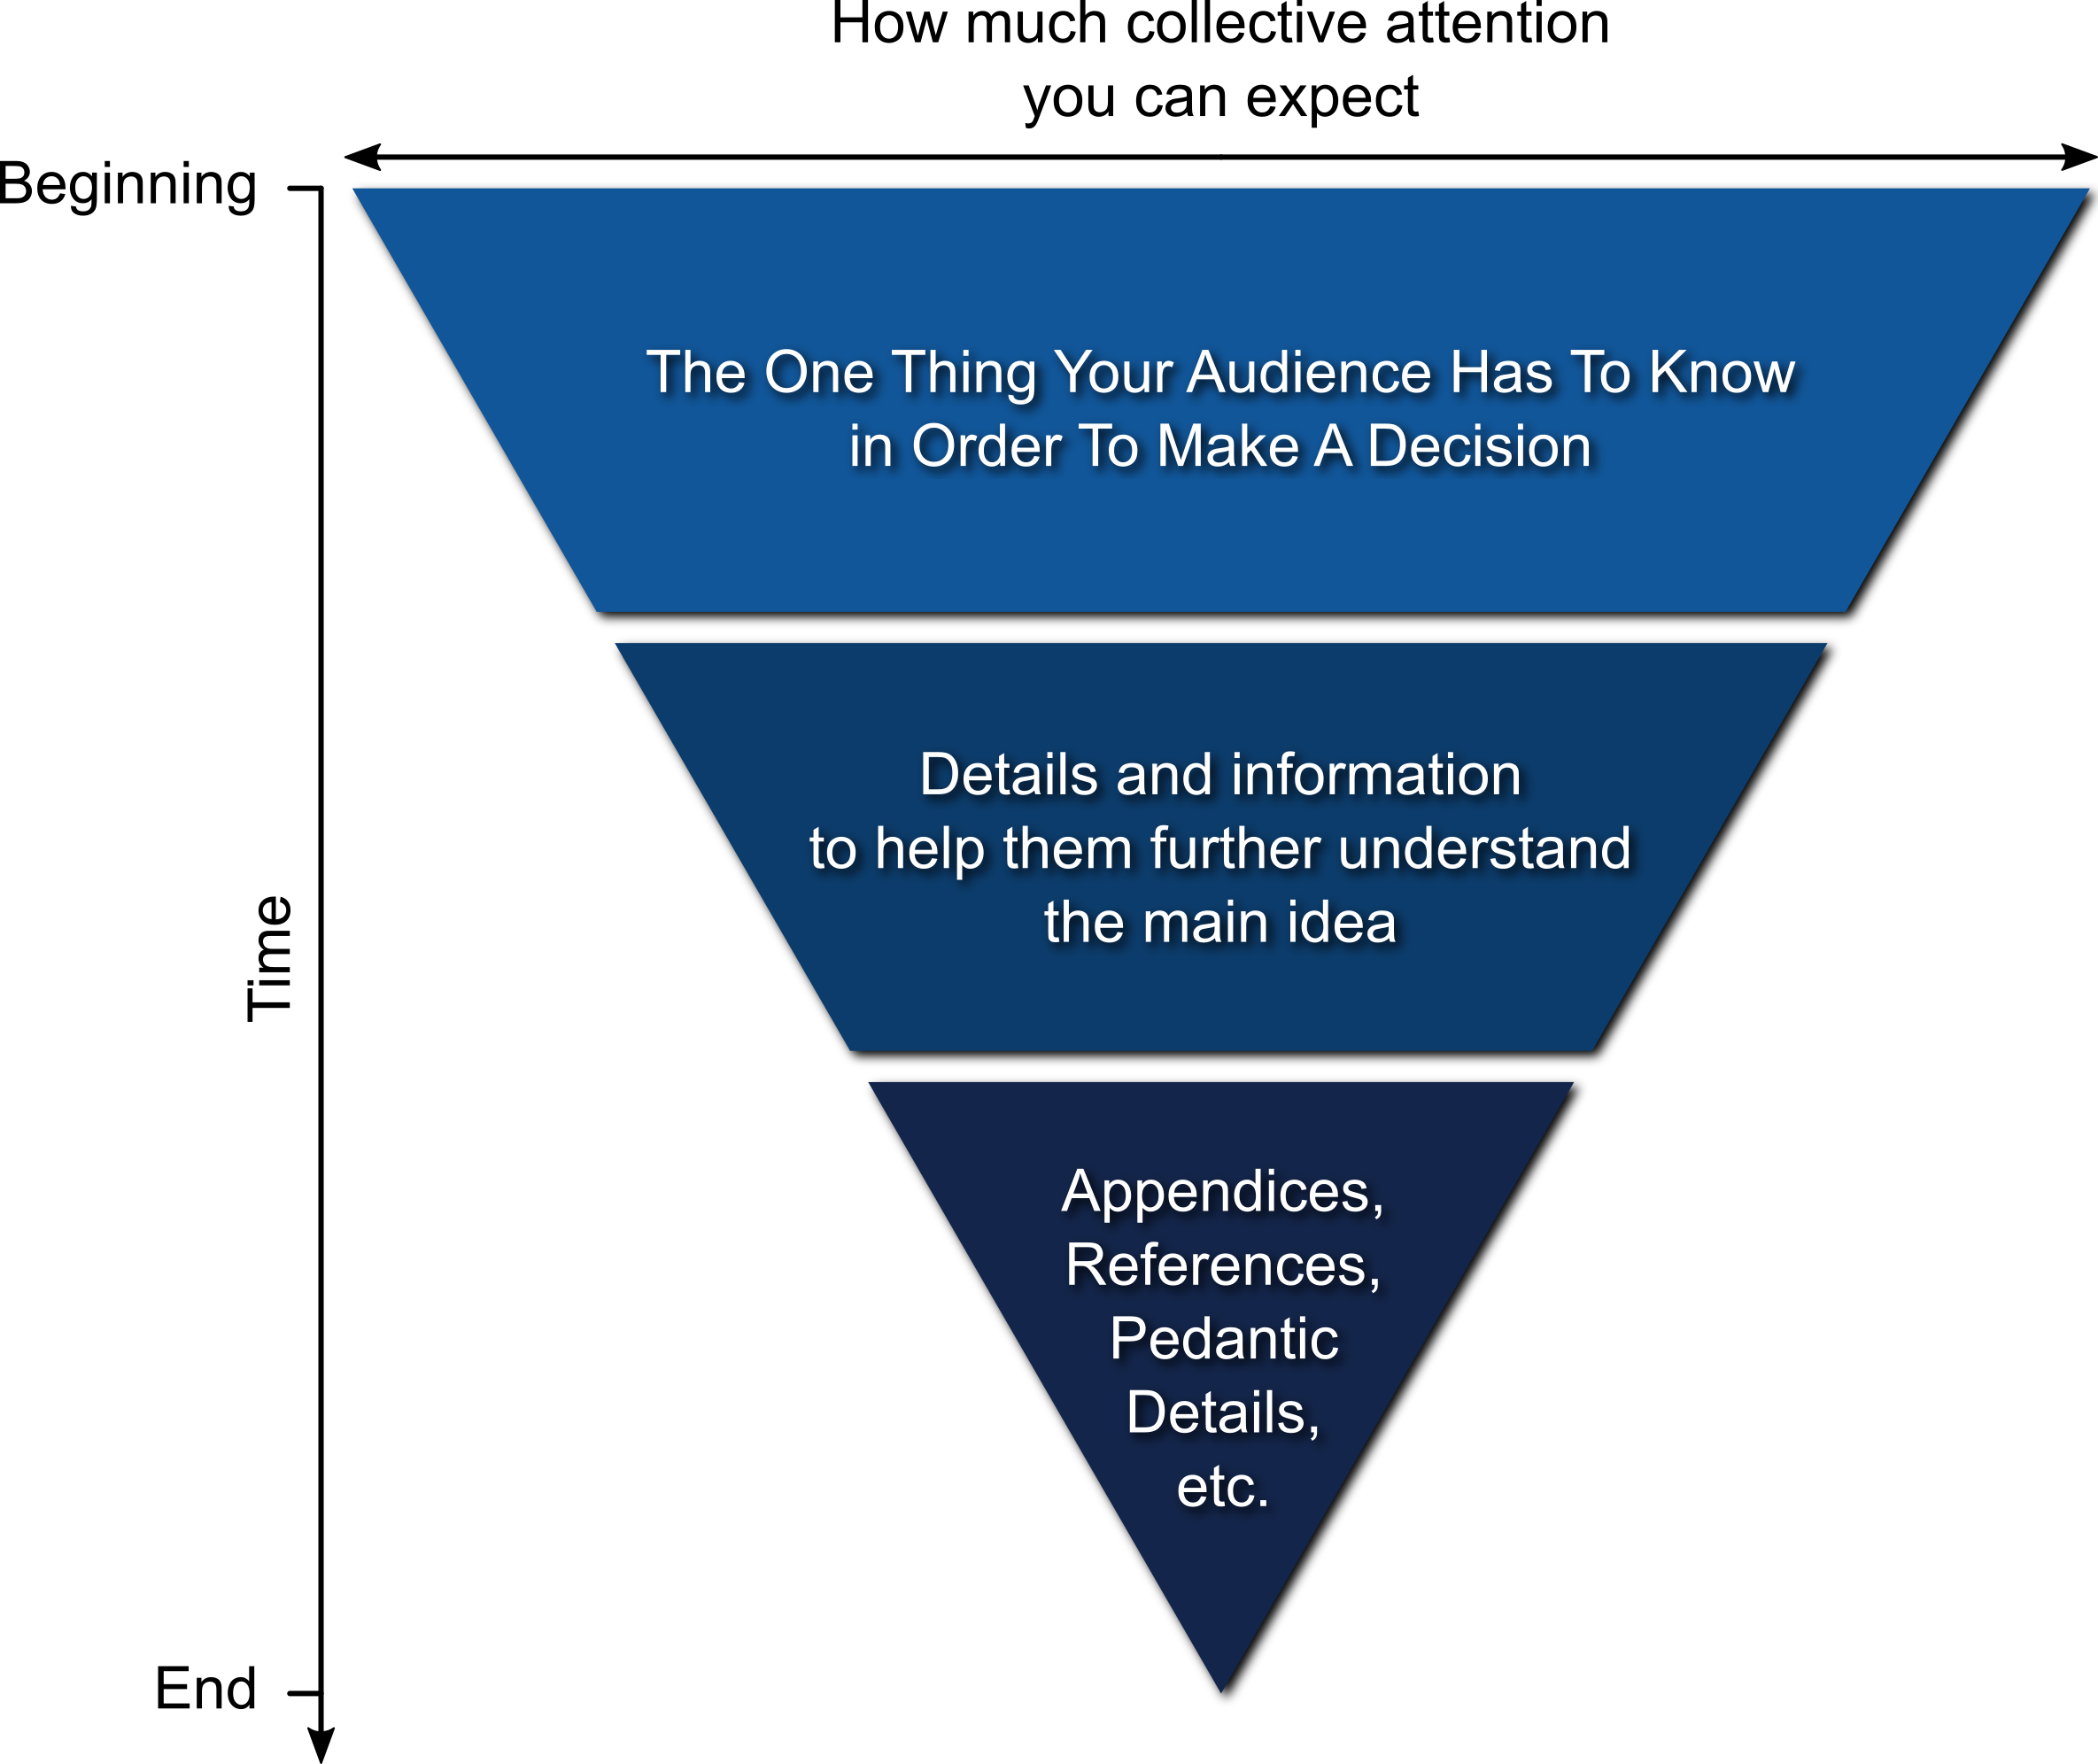 How much collective attention
you can expect
Beginning
The One Thing Your Audience Has To Know
in Order To Make A Decision
Details and information
to help them further understand
the main idea
Time
Appendices,
References,
Pedantic
Details,
etc.
End